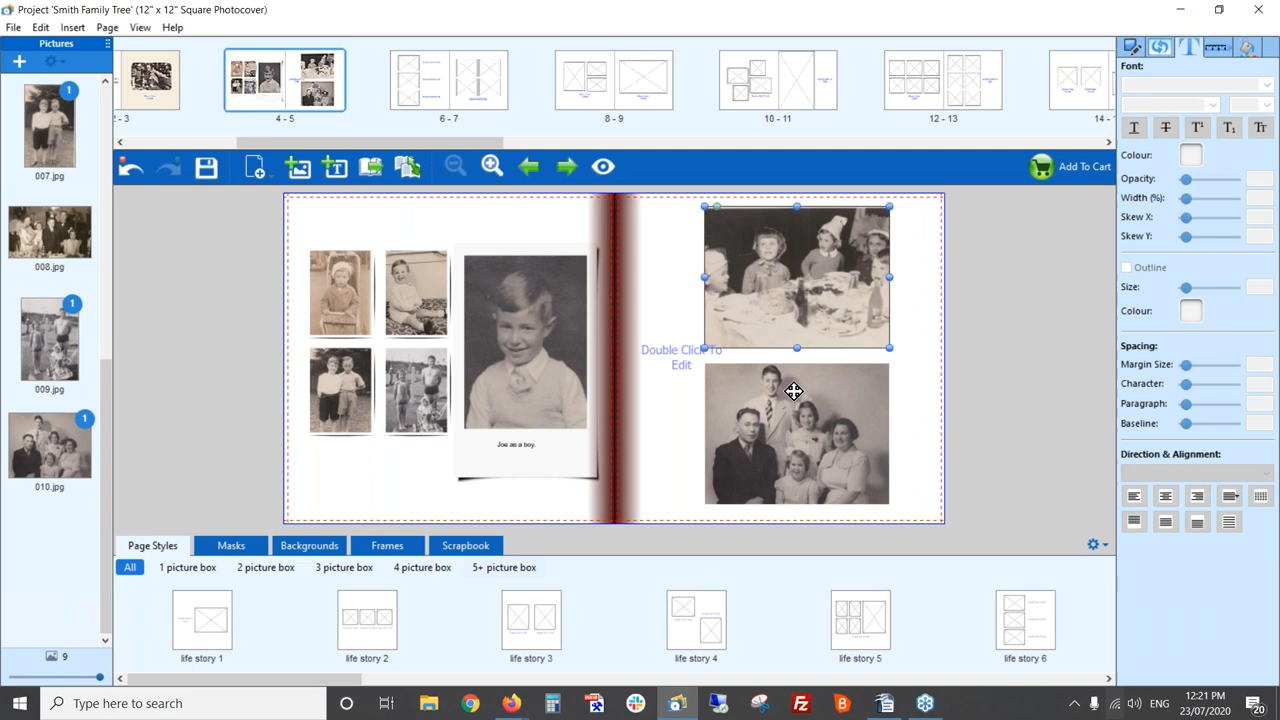 Project 'Smith Family Tree' (12" x 12" Square Photocover)
File Edit Insert Page View Help
Pictures
1
007.jpg
008.jpg
1
009.jpg
1
010.jpg
9
2 - 3
4 - 5
6 - 7
8 - 9
10 - 11
12 - 13
14 -
Add To Cart
Joe as a boy.
Double Click To
Edit
Page Styles Masks Backgrounds Frames Scrapbook
All 1 picture box 2 picture box 3 picture box 4 picture box 5+ picture box
life story 1 life story 2 life story 3 life story 4 life story 5 life story 6
Font:
Colour:
Opacity:
Width (%):
Skew X:
Skew Y:
Outline
Size:
Colour:
Spacing:
Margin Size:
Character:
Paragraph:
Baseline:
Direction & Alignment:
Type here to search
ENG
12:21 PM
23/07/2020
20